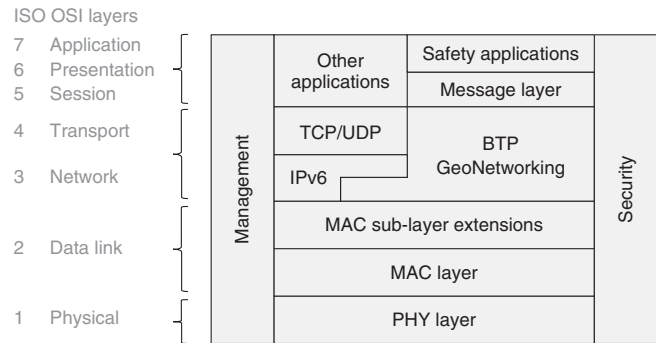 ISO OSI layers
7 Application
6 Presentation
5 Session
4 Transport
3 Network
2 Data link
1 Physical
Management
Other
applications
Safety applications
Message layer
TCP/UDP
BTP
GeoNetworking
IPv6
MAC sub-layer extensions
MAC layer
PHY layer
Security